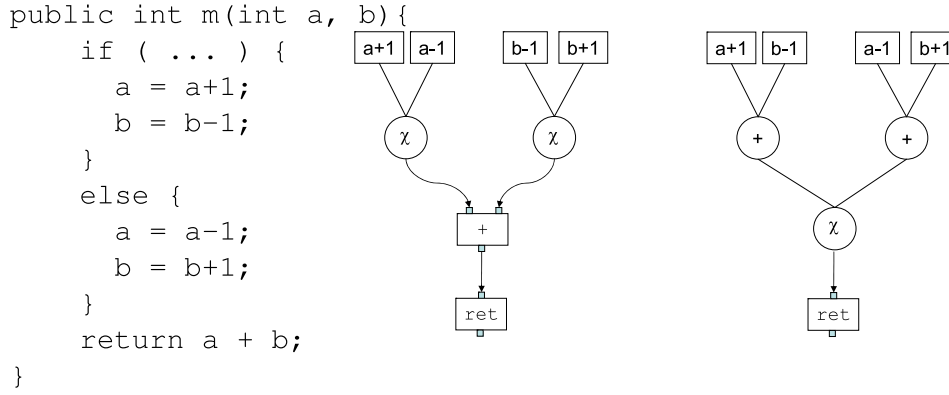 public int m(int a, b){
if ( ... ) {
a = a+1;
b = b-1;
}
else {
a = a-1;
b = b+1;
}
return a + b;
}
a+1 a-1 b-1 b+1
χ χ
+
ret
a+1 b-1 a-1 b+1
+ +
χ
ret